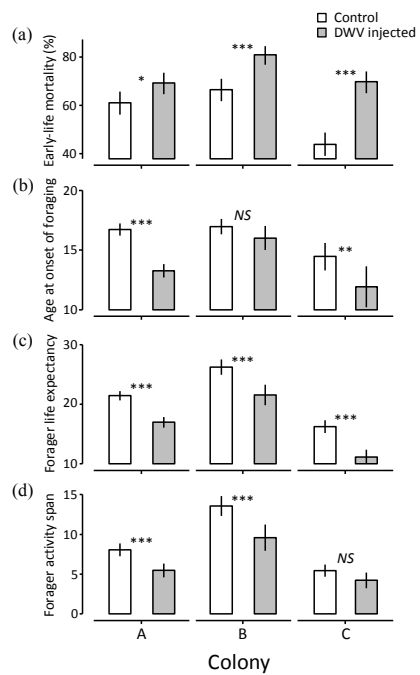 Control
DWV injected
(a)
Early-life mortality (%)
80
60
40
*
***
***
(b)
Age at onset of foraging
20
15
10
***
NS
**
(c)
Forager life expectancy
30
20
10
***
***
***
(d)
Forager activity span
15
10
5
0
***
***
NS
A B C
Colony